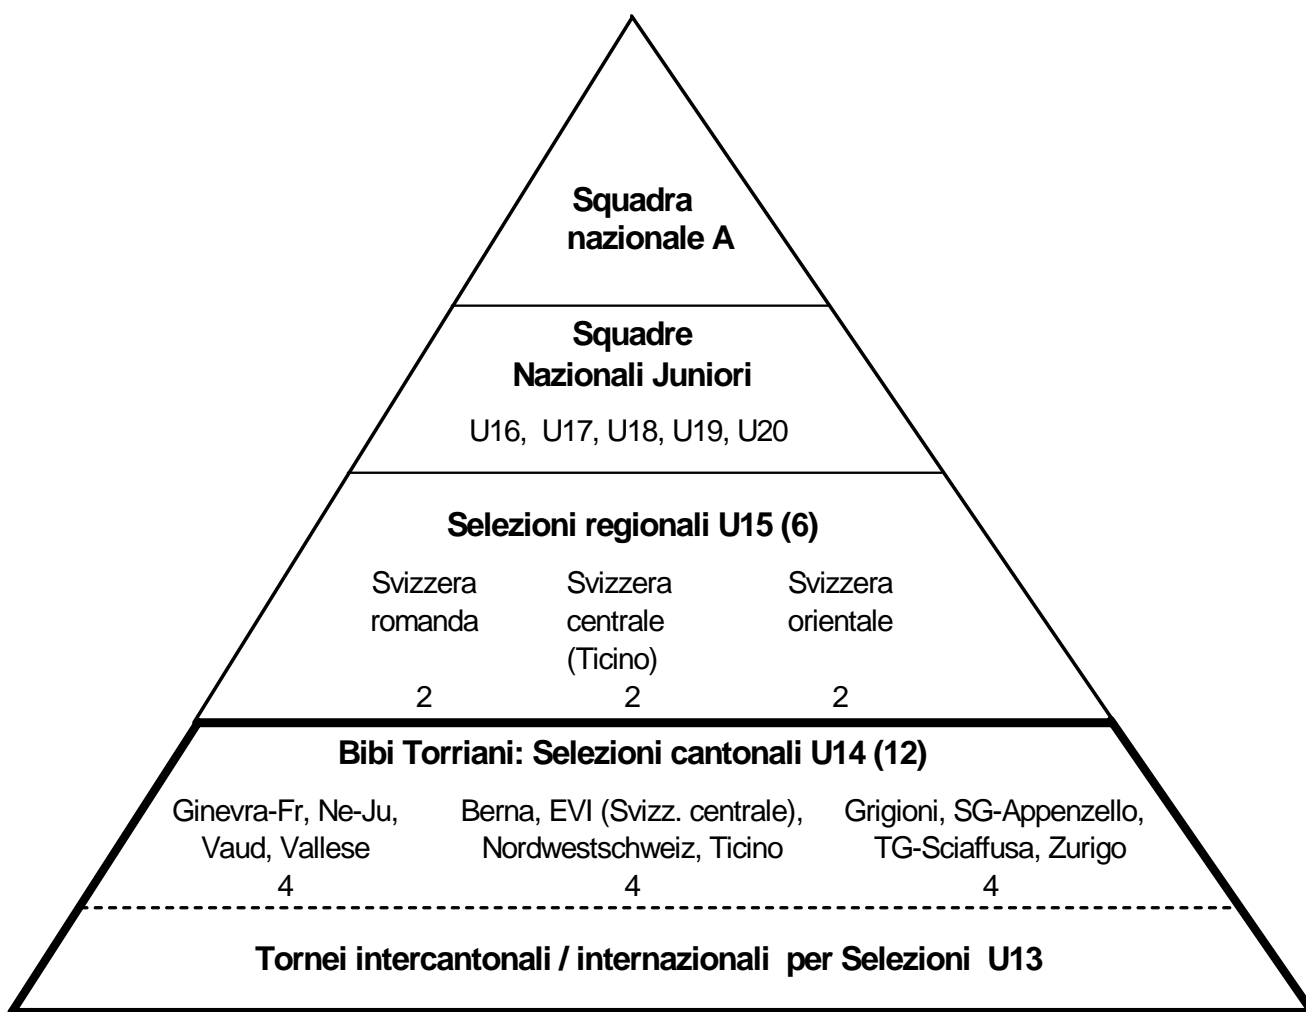 Squadra
nazionale A
Squadre
Nazionali Juniori
U16, U17, U18, U19, U20
Selezioni regionali U15 (6)
Svizzera
romanda
2
Svizzera
centrale
(Ticino)
2
Svizzera
orientale
2
Bibi Torriani: Selezioni cantonali U14 (12)
Ginevra-Fr, Ne-Ju,
Vaud, Vallese
4
Berna, EVI (Svizz. centrale),
Nordwestschweiz, Ticino
4
Grigioni, SG-Appenzello,
TG-Sciaffusa, Zurigo
4
Tornei intercantonali / internazionali per Selezioni U13